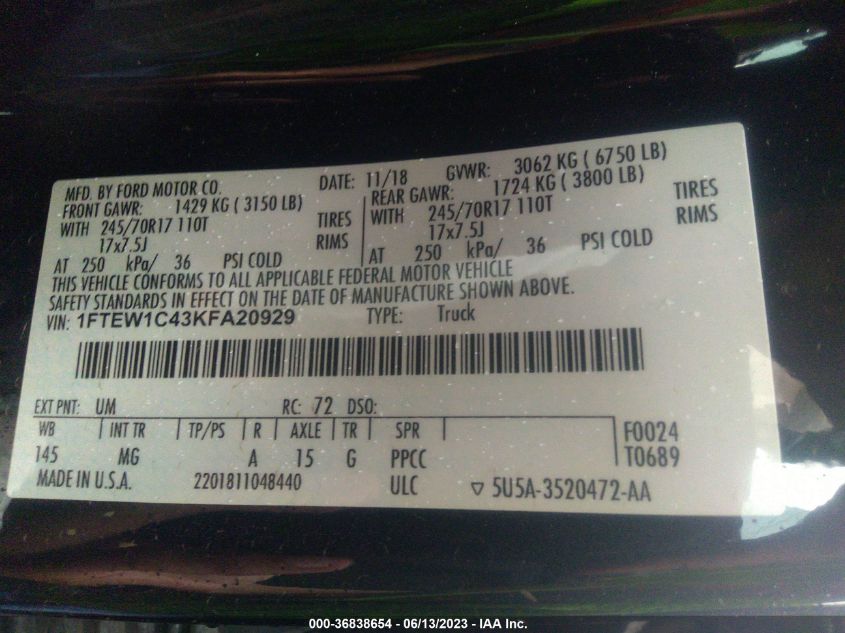 MFD. BY FORD MOTOR CO. DATE: 11/18 GVWR: 3062 KG ( 6750 LB)
FRONT GAWR: 1429 KG ( 3150 LB) REAR GAWR: 1724 KG ( 3800 LB)
WITH 245/70R17 110T TIRES WITH 245/70R17 110T TIRES
17x7.5J RIMS 17x7.5J RIMS
AT 250 kPa/ 36 PSI COLD AT 250 kPa/ 36 PSI COLD
THIS VEHICLE CONFORMS TO ALL APPLICABLE FEDERAL MOTOR VEHICLE
SAFETY STANDARDS IN EFFECT ON THE DATE OF MANUFACTURE SHOWN ABOVE.
VIN: 1FTEW1C43KFA20929 TYPE: Truck
EXT PNT: UM RC: 72 DSO:
WB INT TR TP/PS R AXLE TR SPR F0024
145 MG A 15 G PPCC T0689
MADE IN U.S.A. 2201811048440 ULC ▽ 5U5A-3520472-AA
000-36838654 - 06/13/2023 - IAA Inc.